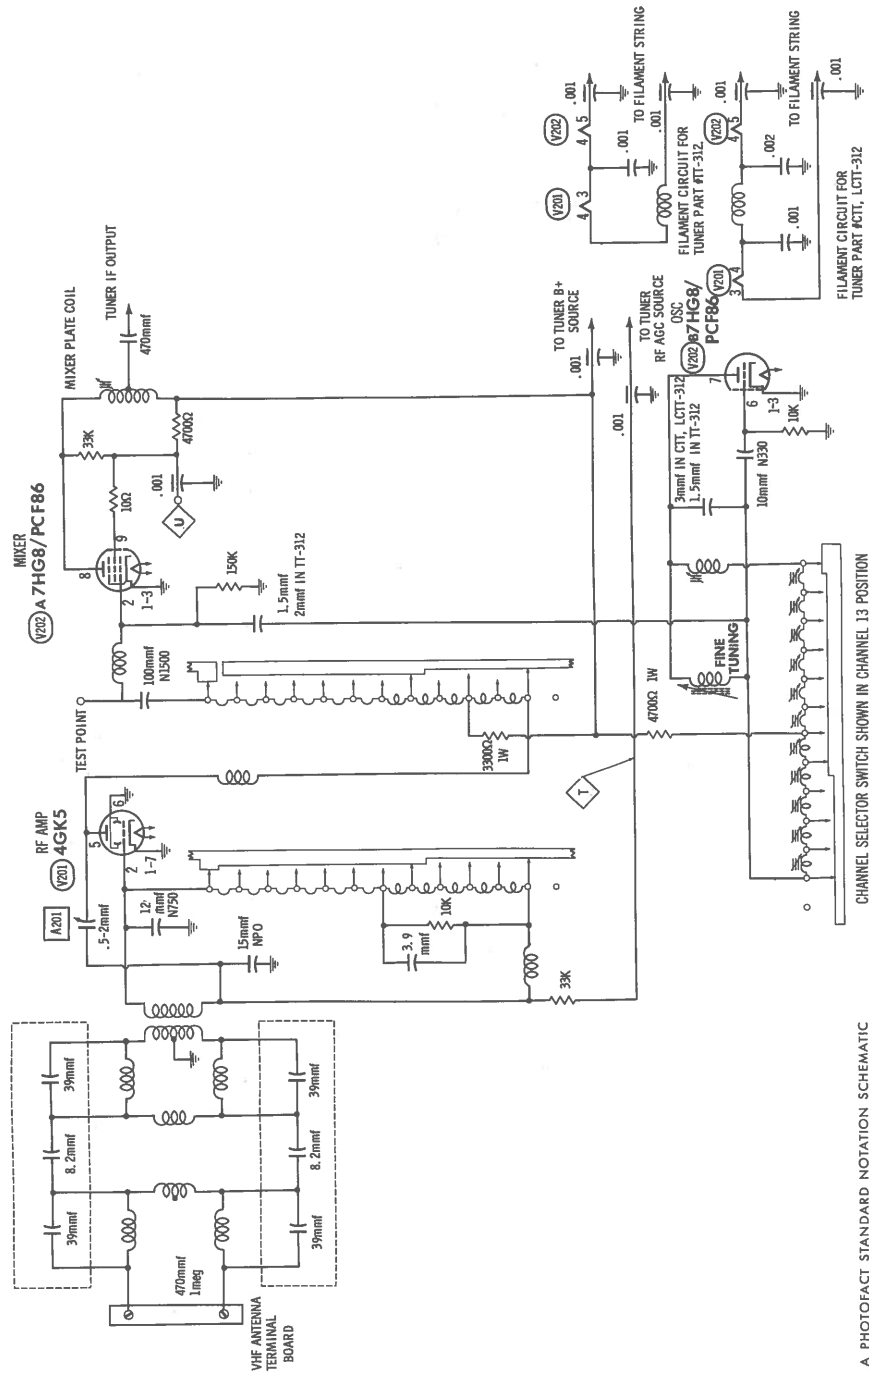 VHF ANTENNA
TERMINAL
BOARD
470mmf
1meg
39mmf
8.2mmf
39mmf
39mmf
8.2mmf
39mmf
A201
.5-2mmf
RF AMP
V201 4GK5
5
6
2
1-7
12
mmf
N750
15mmf
NPO
3.9
mmf
10K
33K
TEST POINT
100mmf
N1500
3300Ω
1W
T
MIXER
V202 A 7HG8/PCF86
8
9
2
1-3
33K
10Ω
.001
U
4700Ω
MIXER PLATE COIL
TUNER IF OUTPUT
470mmf
150K
1.5mmf
2mmf IN TT-312
4700Ω 1W
FINE
TUNING
TO TUNER B+
SOURCE
.001
TO TUNER
RF AGC SOURCE
.001
OSC
V202 B7HG8/
PCF86
7
6
1-3
3mmf IN CTT, LCTT-312
1.5mmf IN TT-312
10mmf N330
10K
V201
4 3
V202
4 5
.001
.001
.001
TO FILAMENT STRING
FILAMENT CIRCUIT FOR
TUNER PART #TT-312.
V201
3 4
V202
4 5
.001
.002
.001
.001
TO FILAMENT STRING
FILAMENT CIRCUIT FOR
TUNER PART #CTT, LCTT-312
CHANNEL SELECTOR SWITCH SHOWN IN CHANNEL 13 POSITION
A PHOTOFACT STANDARD NOTATION SCHEMATIC